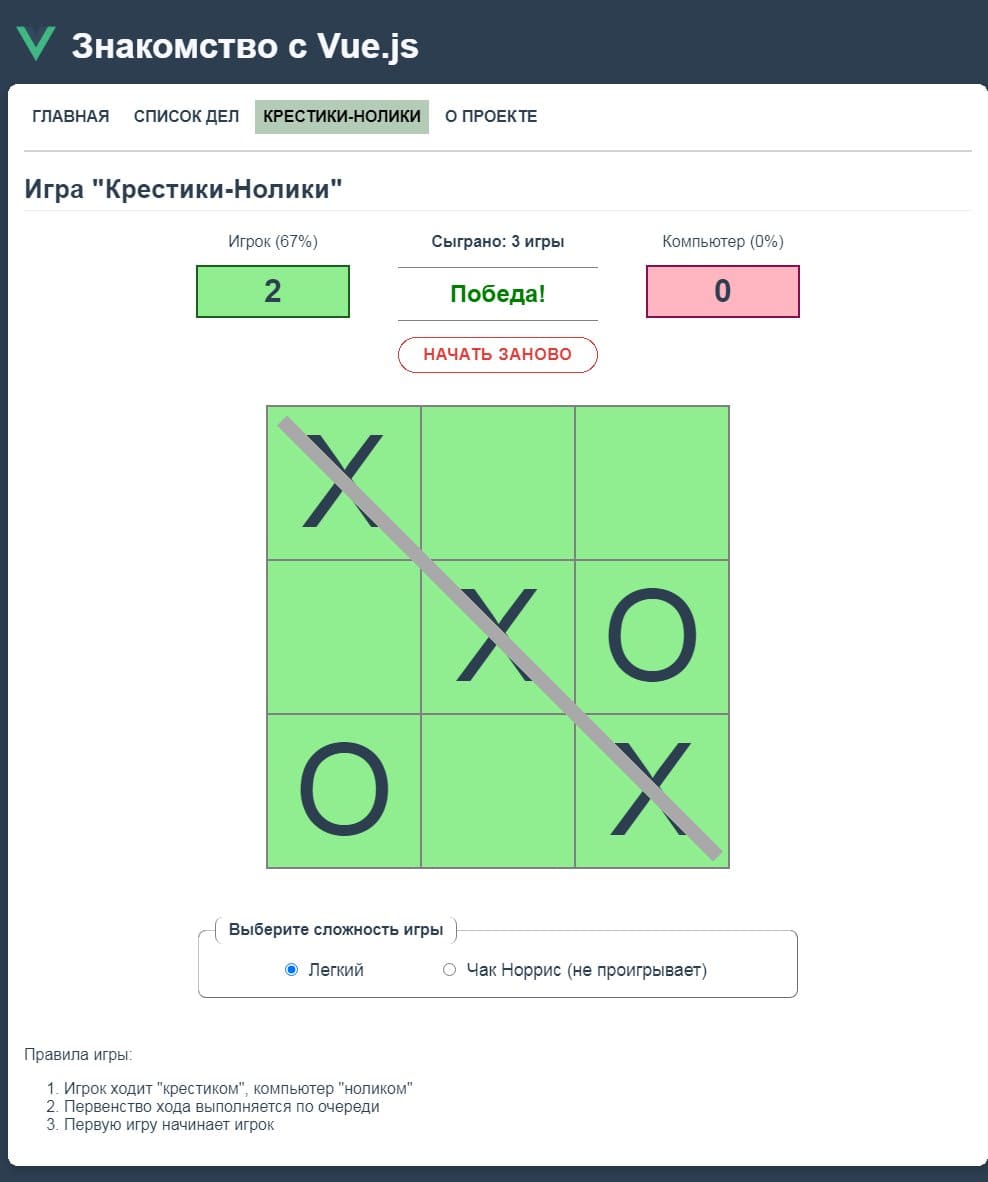 Знакомство с Vue.js
ГЛАВНАЯ СПИСОК ДЕЛ КРЕСТИКИ-НОЛИКИ О ПРОЕКТЕ
Игра "Крестики-Нолики"
Игрок (67%) Сыграно: 3 игры Компьютер (0%)
2 Победа! 0
НАЧАТЬ ЗАНОВО
X
X O
O X
Выберите сложность игры
Легкий Чак Норрис (не проигрывает)
Правила игры:
1. Игрок ходит "крестиком", компьютер "ноликом"
2. Первенство хода выполняется по очереди
3. Первую игру начинает игрок